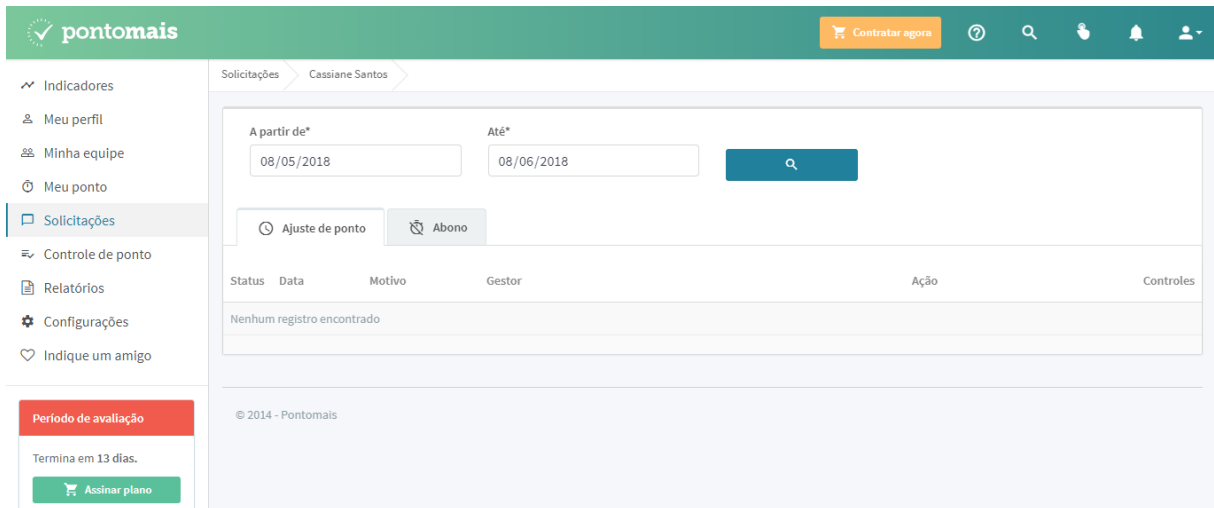 pontomais
Contratar agora
Indicadores
Meu perfil
Minha equipe
Meu ponto
Solicitações
Controle de ponto
Relatórios
Configurações
Indique um amigo
Período de avaliação
Termina em 13 dias.
Assinar plano
Solicitações Cassiane Santos
A partir de* Até*
08/05/2018 08/06/2018
Ajuste de ponto Abono
Status Data Motivo Gestor Ação Controles
Nenhum registro encontrado
© 2014 - Pontomais